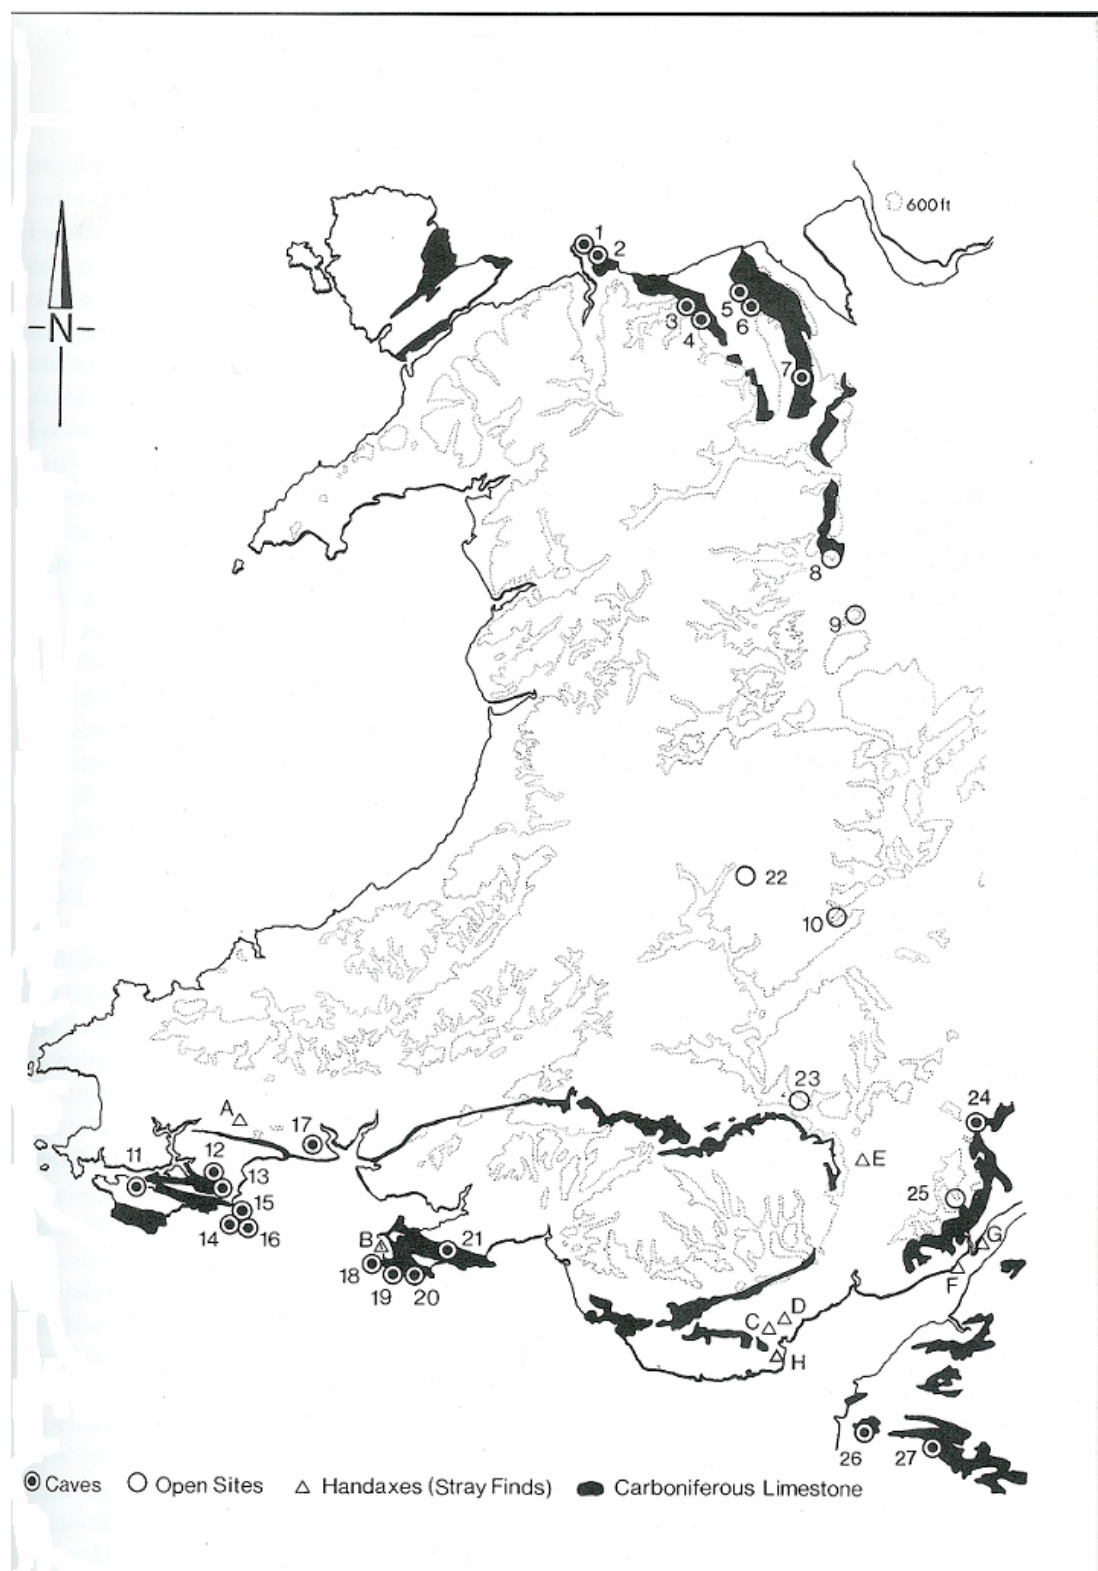 600ft
1
2
-N-
5
3
6
4
7
8
9
22
10
23
24
A
17
E
11
12
13
25
15
14
16
G
B
21
18
F
19
20
D
C
H
26
27
Caves
Open Sites
Handaxes (Stray Finds)
Carboniferous Limestone